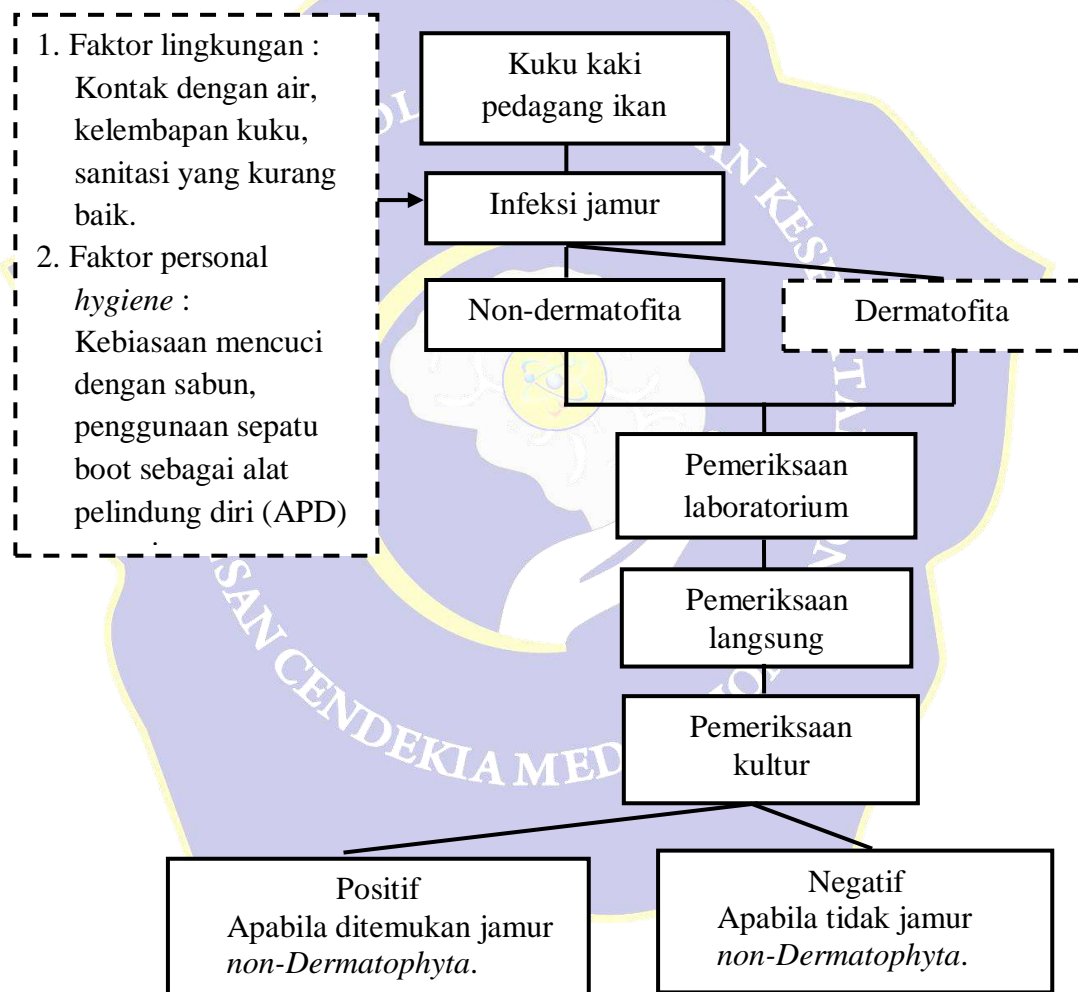 1. Faktor lingkungan :
Kontak dengan air,
kelembapan kuku,
sanitasi yang kurang
baik.
2. Faktor personal
hygiene :
Kebiasaan mencuci
dengan sabun,
penggunaan sepatu
boot sebagai alat
pelindung diri (APD)
Kuku kaki
pedagang ikan
Infeksi jamur
Non-dermatofita
Dermatofita
Pemeriksaan
laboratorium
Pemeriksaan
langsung
Pemeriksaan
kultur
Positif
Apabila ditemukan jamur
non-Dermatophyta.
Negatif
Apabila tidak jamur
non-Dermatophyta.
CENDEKIA